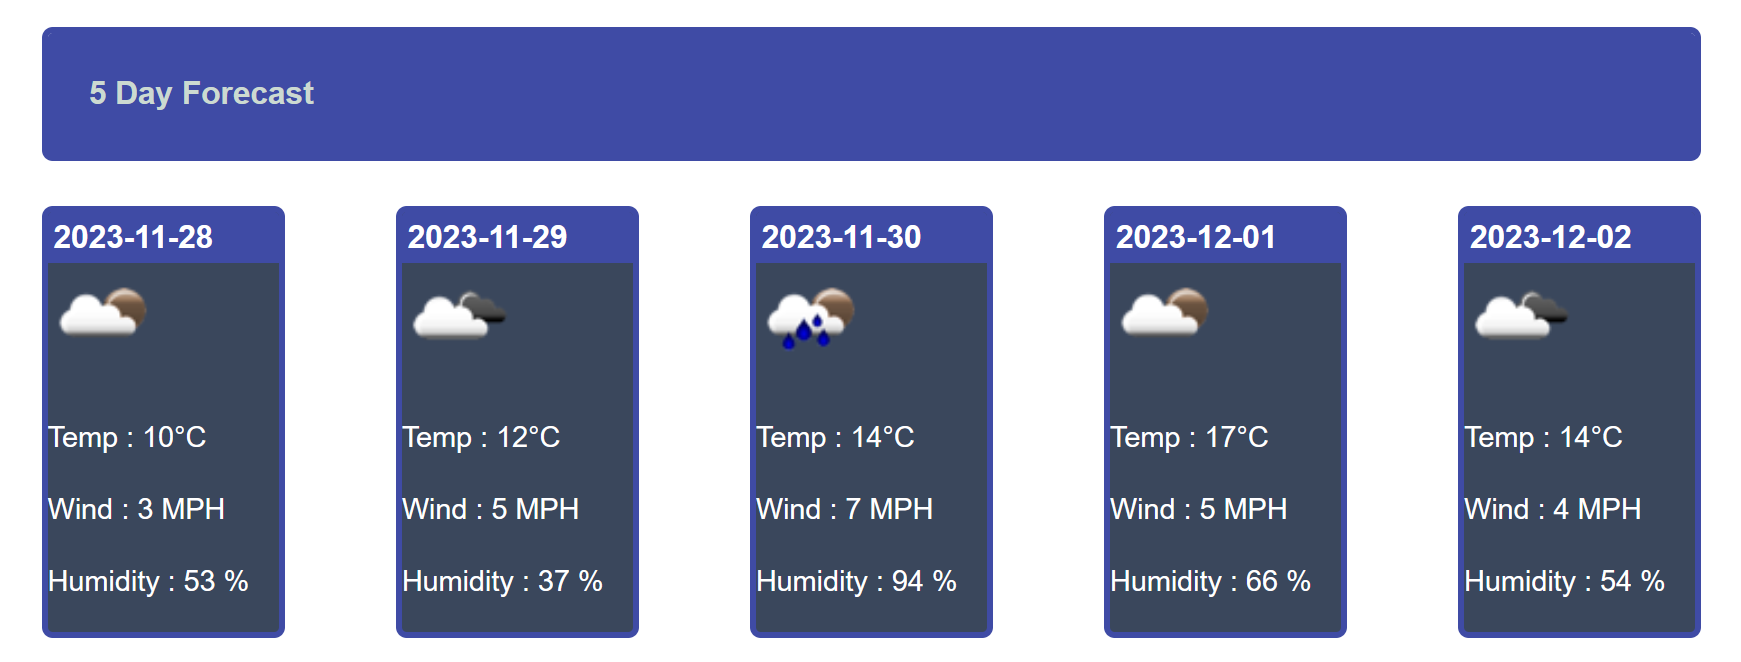 5 Day Forecast
2023-11-28
Temp : 10°C
Wind : 3 MPH
Humidity : 53 %
2023-11-29
Temp : 12°C
Wind : 5 MPH
Humidity : 37 %
2023-11-30
Temp : 14°C
Wind : 7 MPH
Humidity : 94 %
2023-12-01
Temp : 17°C
Wind : 5 MPH
Humidity : 66 %
2023-12-02
Temp : 14°C
Wind : 4 MPH
Humidity : 54 %